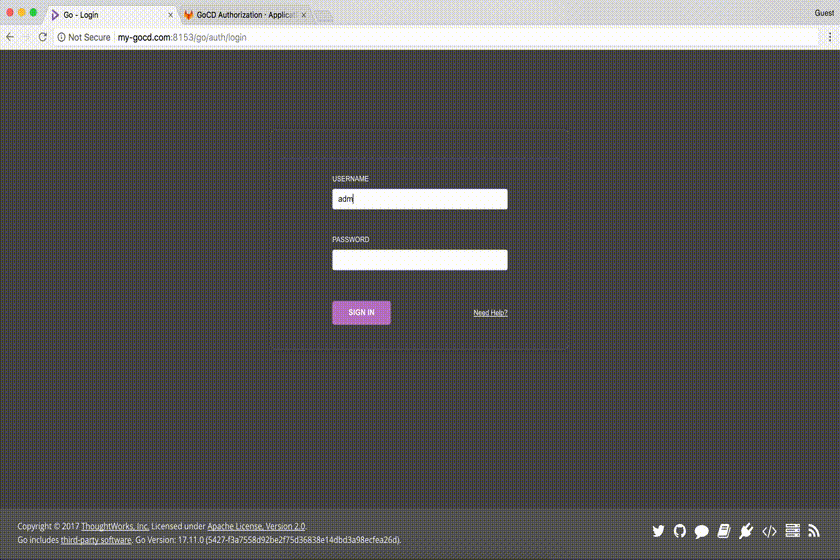 Go - Login
GoCD Authorization - Applicati
Guest
Not Secure
my-gocd.com:8153/go/auth/login
USERNAME
adm
PASSWORD
SIGN IN
Need Help?
Copyright © 2017 ThoughtWorks, Inc. Licensed under Apache License, Version 2.0.
Go includes third-party software. Go Version: 17.11.0 (5427-f3a7558d92be2f75d36838e14dbd3a98ecfea26d).